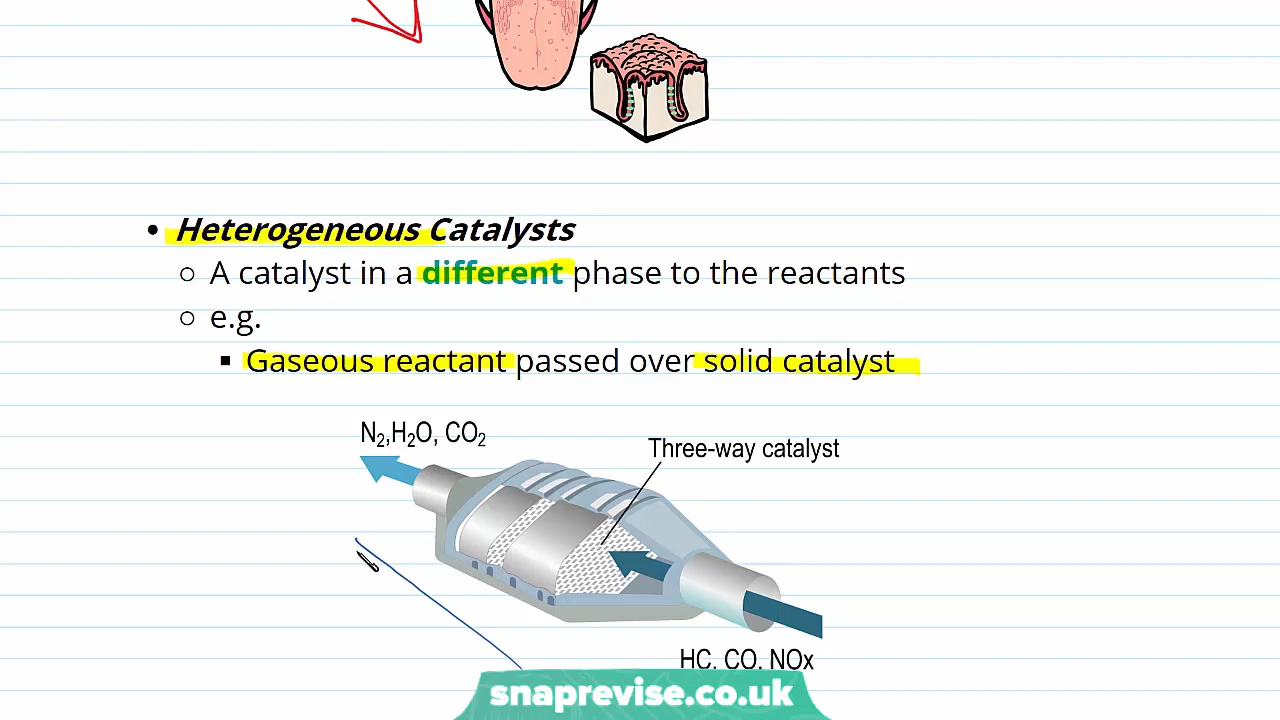 Heterogeneous Catalysts
A catalyst in a different phase to the reactants
e.g.
Gaseous reactant passed over solid catalyst
N₂,H₂O, CO₂
Three-way catalyst
HC, CO, NOx
snaprevise.co.uk